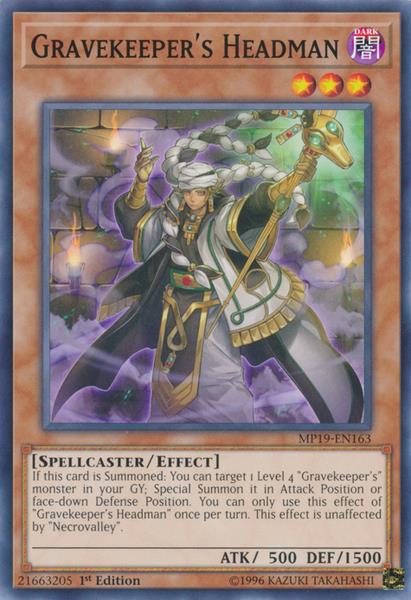 GRAVEKEEPER'S HEADMAN
DARK
闇
MP19-EN163
[SPELLCASTER/EFFECT]
If this card is Summoned: You can target 1 Level 4 "Gravekeeper's"
monster in your GY; Special Summon it in Attack Position or
face-down Defense Position. You can only use this effect of
"Gravekeeper's Headman" once per turn. This effect is unaffected
by "Necrovalley".
ATK/ 500 DEF/1500
21663205 1st Edition ©1996 KAZUKI TAKAHASHI